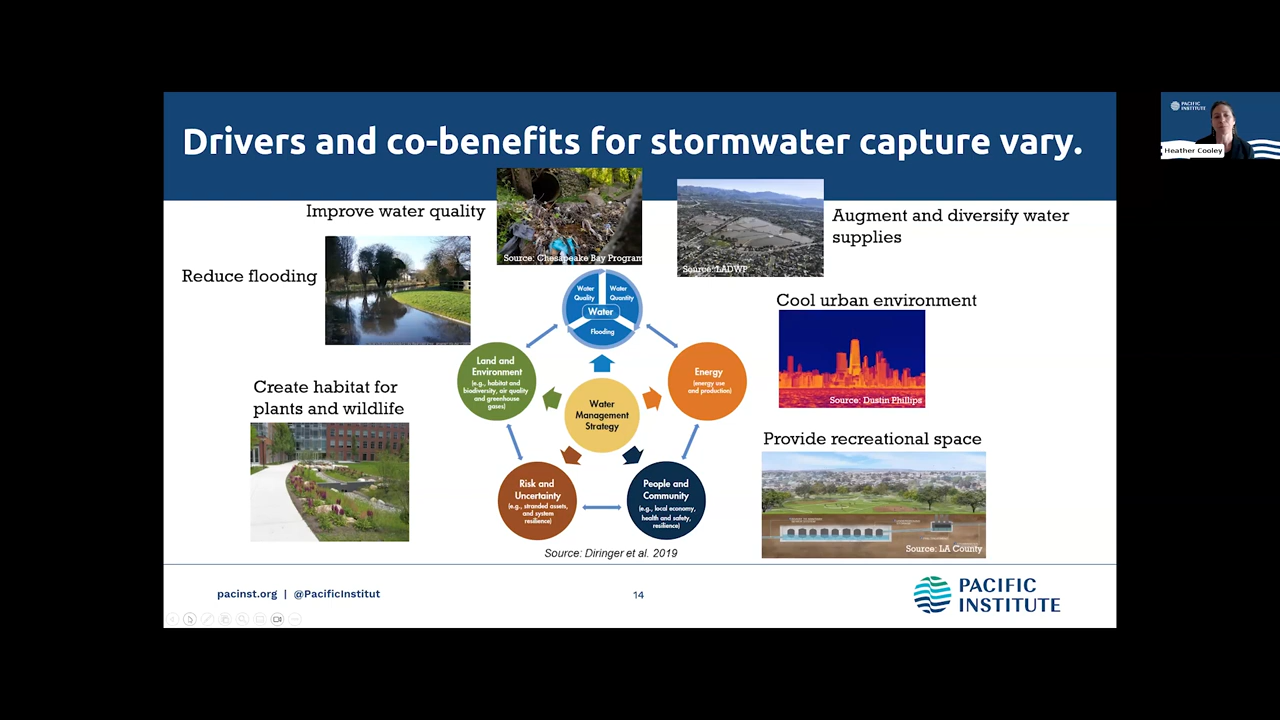 Drivers and co-benefits for stormwater capture vary.
PACIFIC
INSTITUTE
Heather Cooley
Improve water quality
Source: Chesapeake Bay Program
Source: LADWP
Augment and diversify water
supplies
Reduce flooding
Cool urban environment
Source: Dustin Phillips
Create habitat for
plants and wildlife
Provide recreational space
Source: LA County
Water
Quality
Water
Quantity
Water
Flooding
Land and
Environment
(e.g., habitat and
biodiversity, air quality
and greenhouse
gases)
Energy
(energy use
and production)
Water
Management
Strategy
Risk and
Uncertainty
(e.g., stranded assets,
and system
resilience)
People and
Community
(e.g., local economy,
health and safety,
resilience)
Source: Diringer et al. 2019
pacinst.org | @PacificInstitut
14
PACIFIC
INSTITUTE